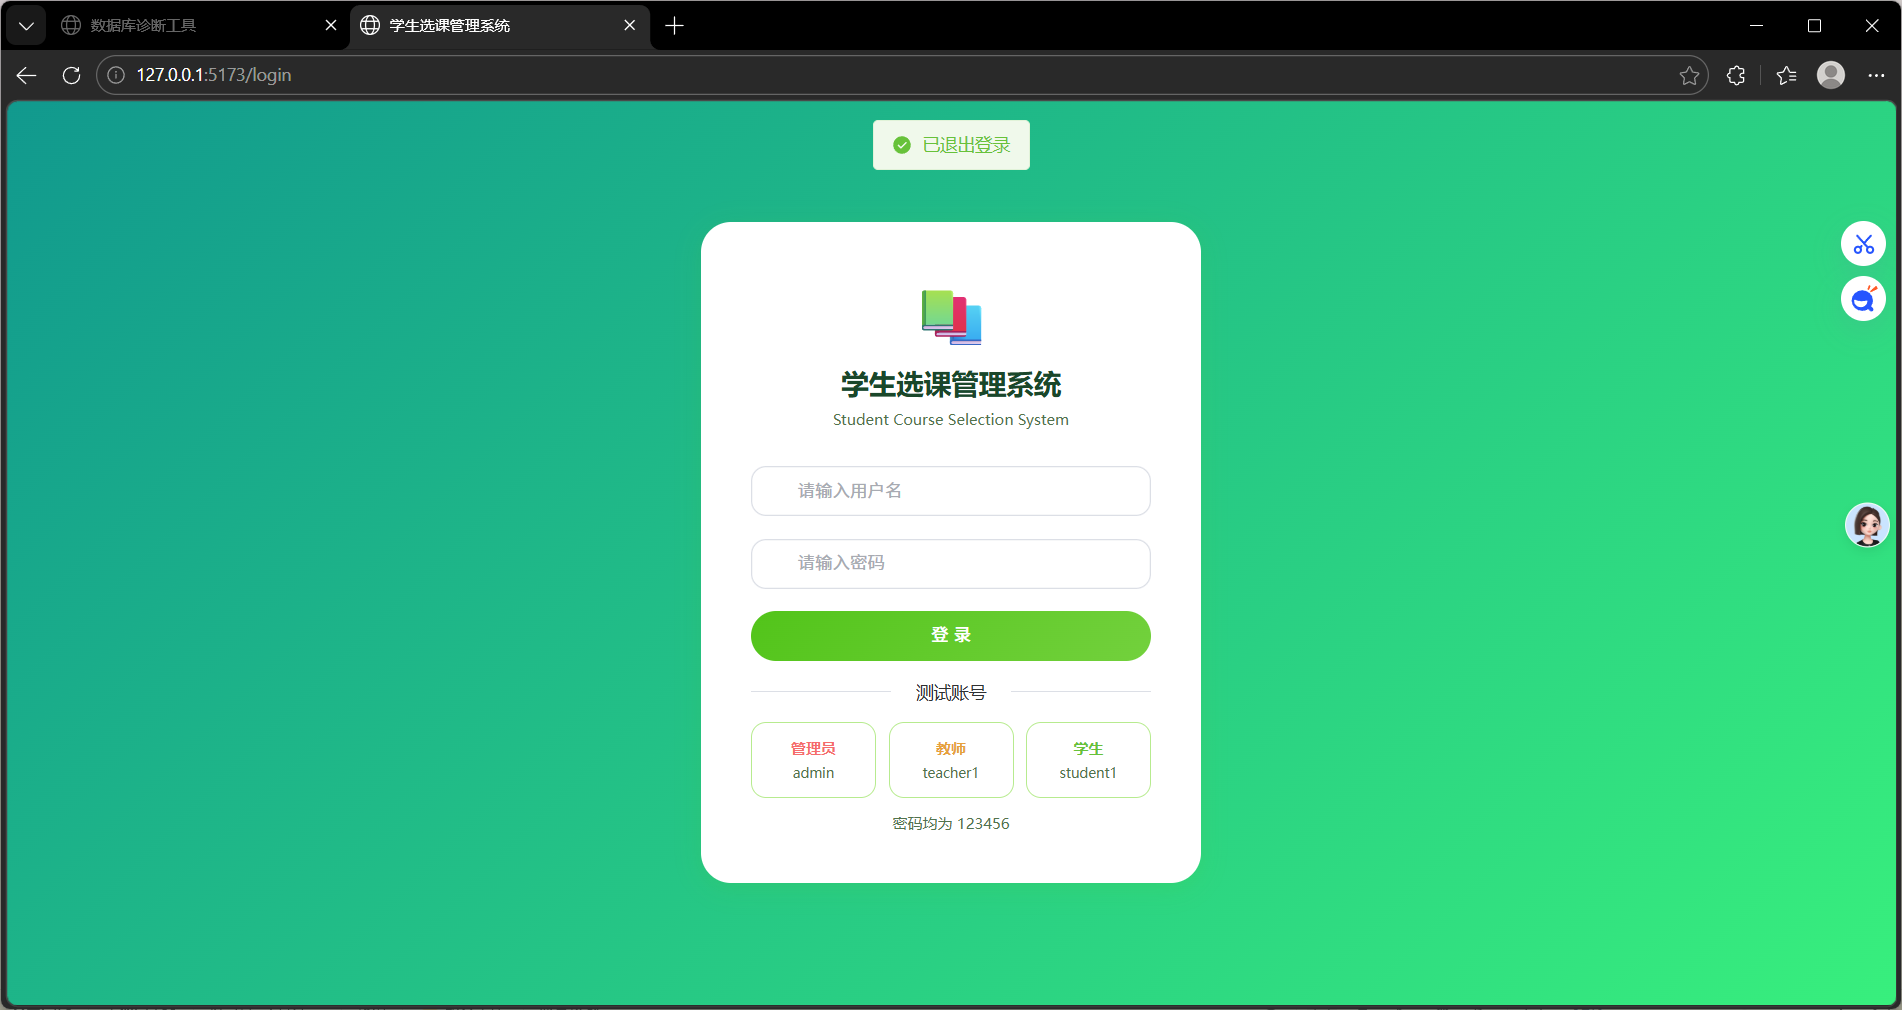 数据库诊断工具
学生选课管理系统
127.0.0.1:5173/login
已退出登录
学生选课管理系统
Student Course Selection System
请输入用户名
请输入密码
登 录
测试账号
管理员
admin
教师
teacher1
学生
student1
密码均为 123456